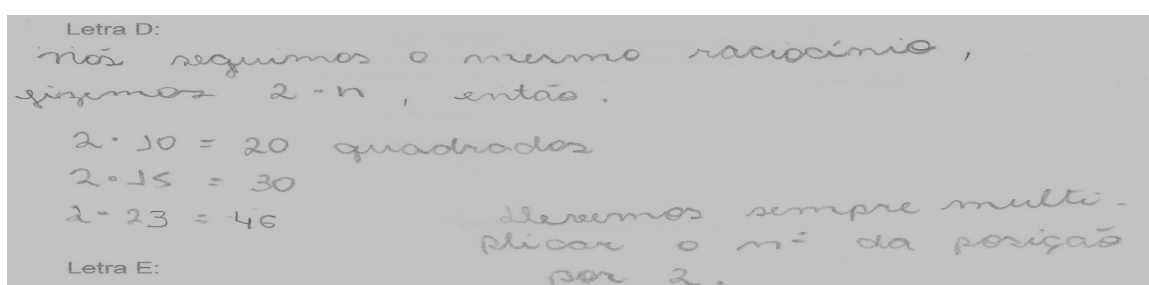 Letra D:
nós seguimos o mesmo raciocínio,
fizemos 2 · n, então.
2 · 10 = 20 quadrados
2 · 15 = 30
2 · 23 = 46
Devemos sempre multi-
plicar o nº da posição
por 2.
Letra E: